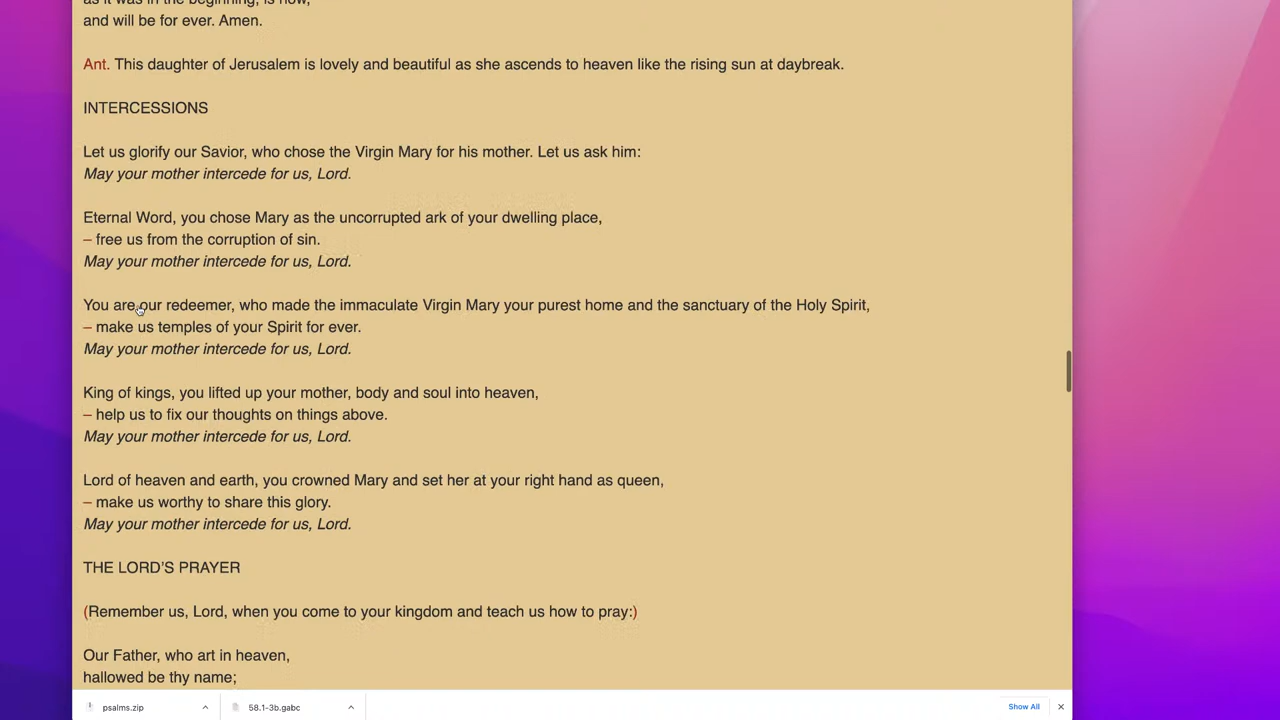 as it was in the beginning, is now,
and will be for ever. Amen.
Ant. This daughter of Jerusalem is lovely and beautiful as she ascends to heaven like the rising sun at daybreak.
INTERCESSIONS
Let us glorify our Savior, who chose the Virgin Mary for his mother. Let us ask him:
May your mother intercede for us, Lord.
Eternal Word, you chose Mary as the uncorrupted ark of your dwelling place,
– free us from the corruption of sin.
May your mother intercede for us, Lord.
You are our redeemer, who made the immaculate Virgin Mary your purest home and the sanctuary of the Holy Spirit,
– make us temples of your Spirit for ever.
May your mother intercede for us, Lord.
King of kings, you lifted up your mother, body and soul into heaven,
– help us to fix our thoughts on things above.
May your mother intercede for us, Lord.
Lord of heaven and earth, you crowned Mary and set her at your right hand as queen,
– make us worthy to share this glory.
May your mother intercede for us, Lord.
THE LORD’S PRAYER
(Remember us, Lord, when you come to your kingdom and teach us how to pray:)
Our Father, who art in heaven,
hallowed be thy name;
psalms.zip 58.1-3b.gabc Show All